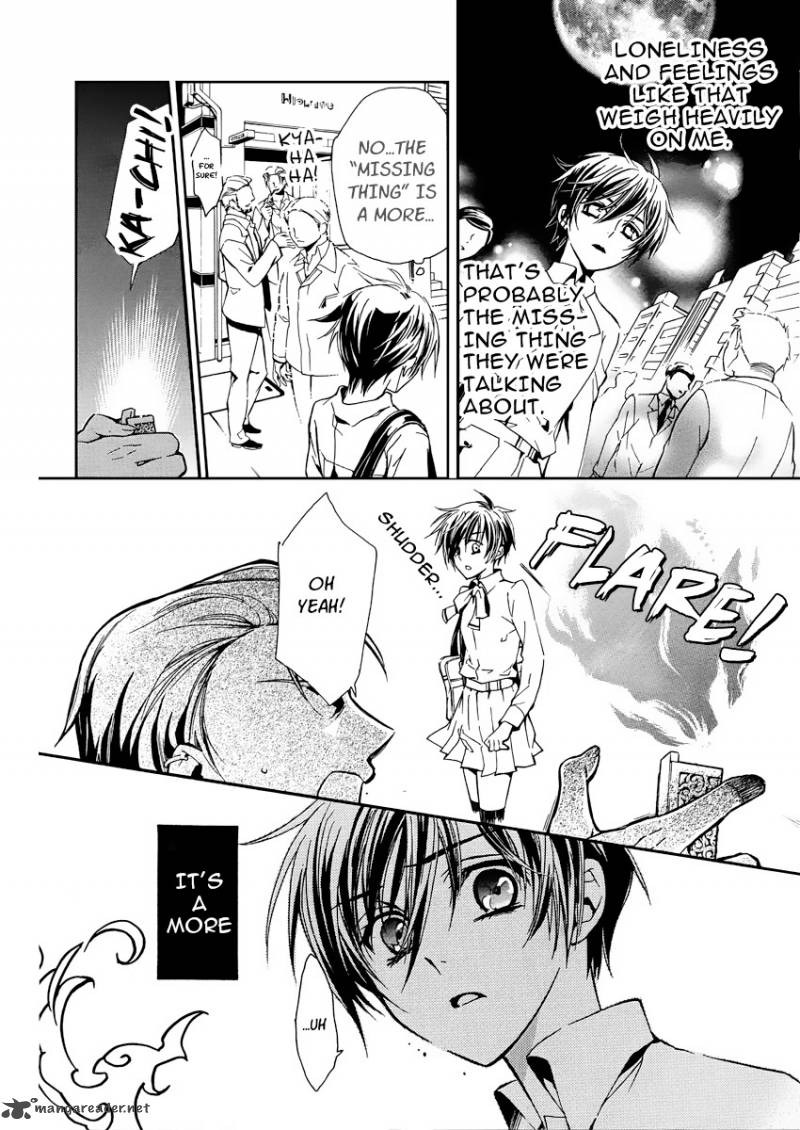 LONELINESS
AND FEELINGS
LIKE THAT
WEIGH HEAVILY
ON ME.
THAT'S
PROBABLY
THE MISS-
ING THING
THEY WERE
TALKING
ABOUT.
NO...THE
"MISSING
THING" IS
A MORE...
KYA-
HA-
HA!
...
FOR
SURE!
KA-CHI!
FLARE!
SHUDDER...
OH
YEAH!
IT'S
A
MORE
...UH
mangareader.net